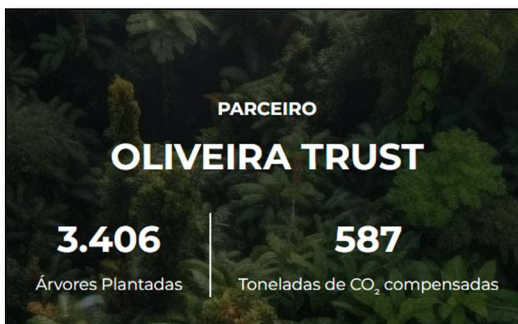 PARCEIRO
OLIVEIRA TRUST
3.406
Árvores Plantadas
587
Toneladas de CO₂ compensadas